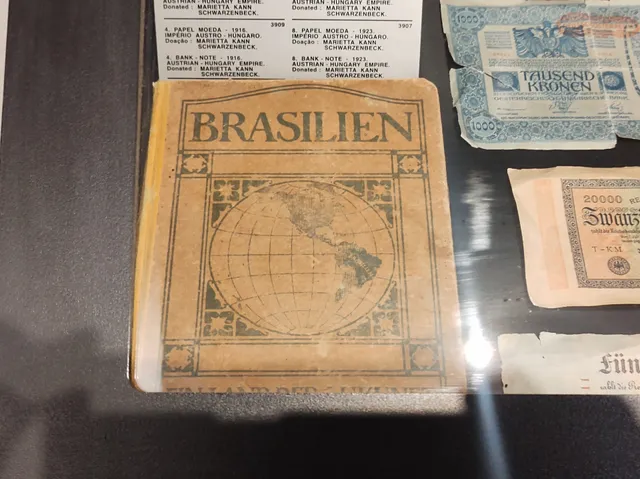 AUSTRIAN - HUNGARY EMPIRE.
Donated : MARIETTA KANN
SCHWARZENBECK.
3909
4. PAPEL MOEDA - 1916.
IMPÉRIO AUSTRO - HUNGARO.
Doação : MARIETTA KANN
SCHWARZENBECK.
4. BANK - NOTE - 1916.
AUSTRIAN - HUNGARY EMPIRE.
Donated : MARIETTA KANN
SCHWARZENBECK.
AUSTRIAN - HUNGARY EMPIRE.
Donated : MARIETTA KANN
SCHWARZENBECK.
3907
8. PAPEL MOEDA - 1923.
IMPÉRIO AUSTRO - HUNGARO.
Doação : MARIETTA KANN
SCHWARZENBECK.
8. BANK - NOTE - 1923.
AUSTRIAN - HUNGARY EMPIRE.
Donated : MARIETTA KANN
SCHWARZENBECK.
BRASILIEN
1000
TAUSEND
KRONEN
1000
20000
Zwanz
T-KM
Fün